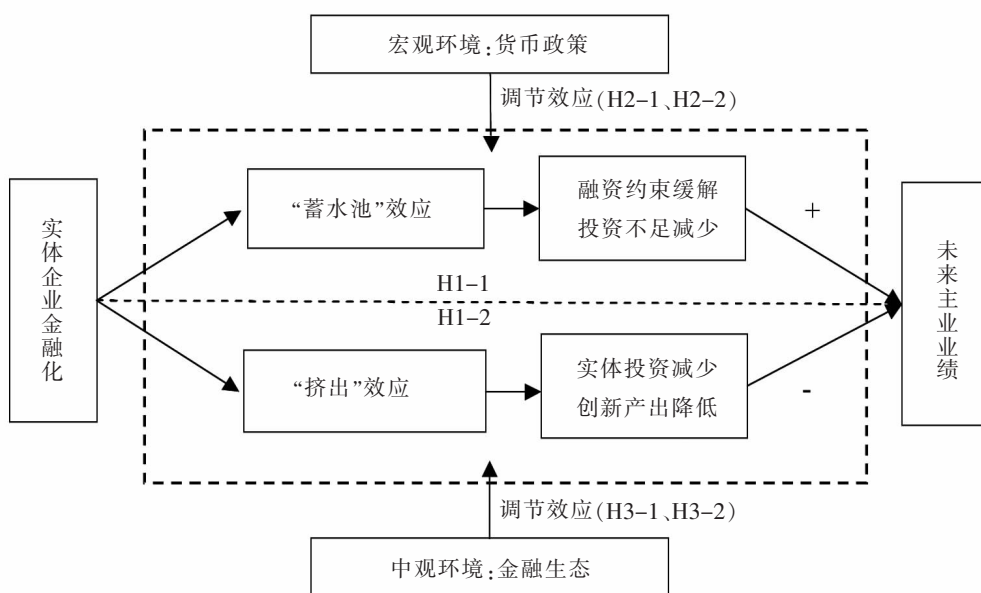 宏观环境:货币政策
调节效应(H2-1、H2-2)
实体企业金融化
“蓄水池”效应
融资约束缓解
投资不足减少
+
未来主业业绩
H1-1
H1-2
“挤出”效应
实体投资减少
创新产出降低
-
调节效应(H3-1、H3-2)
中观环境:金融生态